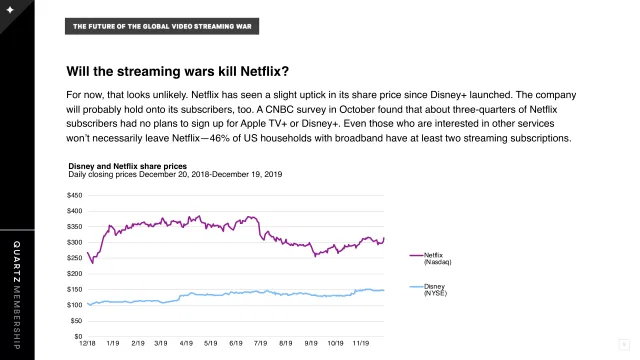 THE FUTURE OF THE GLOBAL VIDEO STREAMING WAR
Will the streaming wars kill Netflix?
For now, that looks unlikely. Netflix has seen a slight uptick in its share price since Disney+ launched. The company
will probably hold onto its subscribers, too. A CNBC survey in October found that about three-quarters of Netflix
subscribers had no plans to sign up for Apple TV+ or Disney+. Even those who are interested in other services
won't necessarily leave Netflix—46% of US households with broadband have at least two streaming subscriptions.
Disney and Netflix share prices
Daily closing prices December 20, 2018-December 19, 2019
$450
$400
$350
$300
$250
$200
$150
$100
$50
$0
12/18 1/19 2/19 3/19 4/19 5/19 6/19 7/19 8/19 9/19 10/19 11/19
Netflix
(Nasdaq)
Disney
(NYSE)
QUARTZ MEMBERSHIP